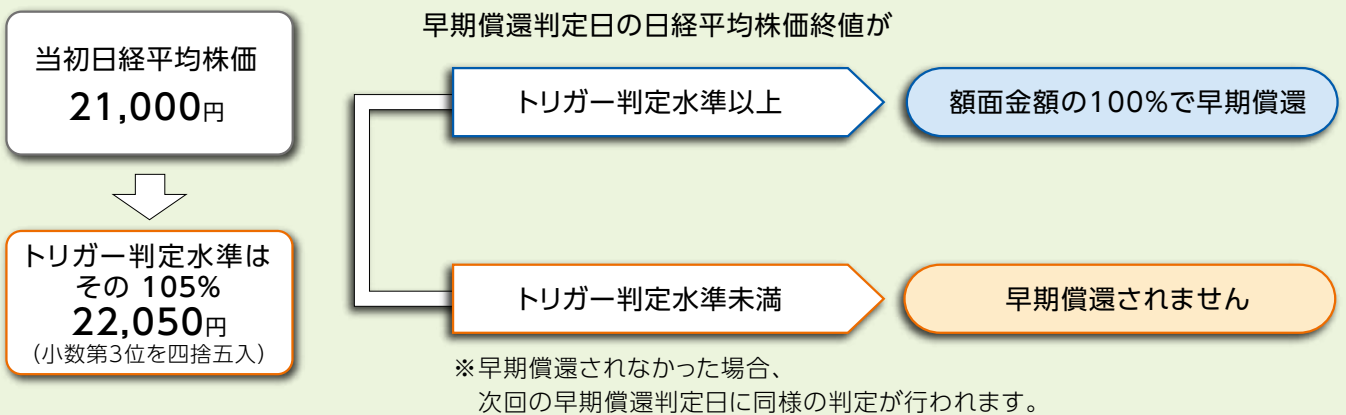 当初日経平均株価
21,000円
トリガー判定水準は
その 105%
22,050円
(小数第3位を四捨五入)
早期償還判定日の日経平均株価終値が
トリガー判定水準以上
額面金額の100%で早期償還
トリガー判定水準未満
早期償還されません
※早期償還されなかった場合、
次回の早期償還判定日に同様の判定が行われます。